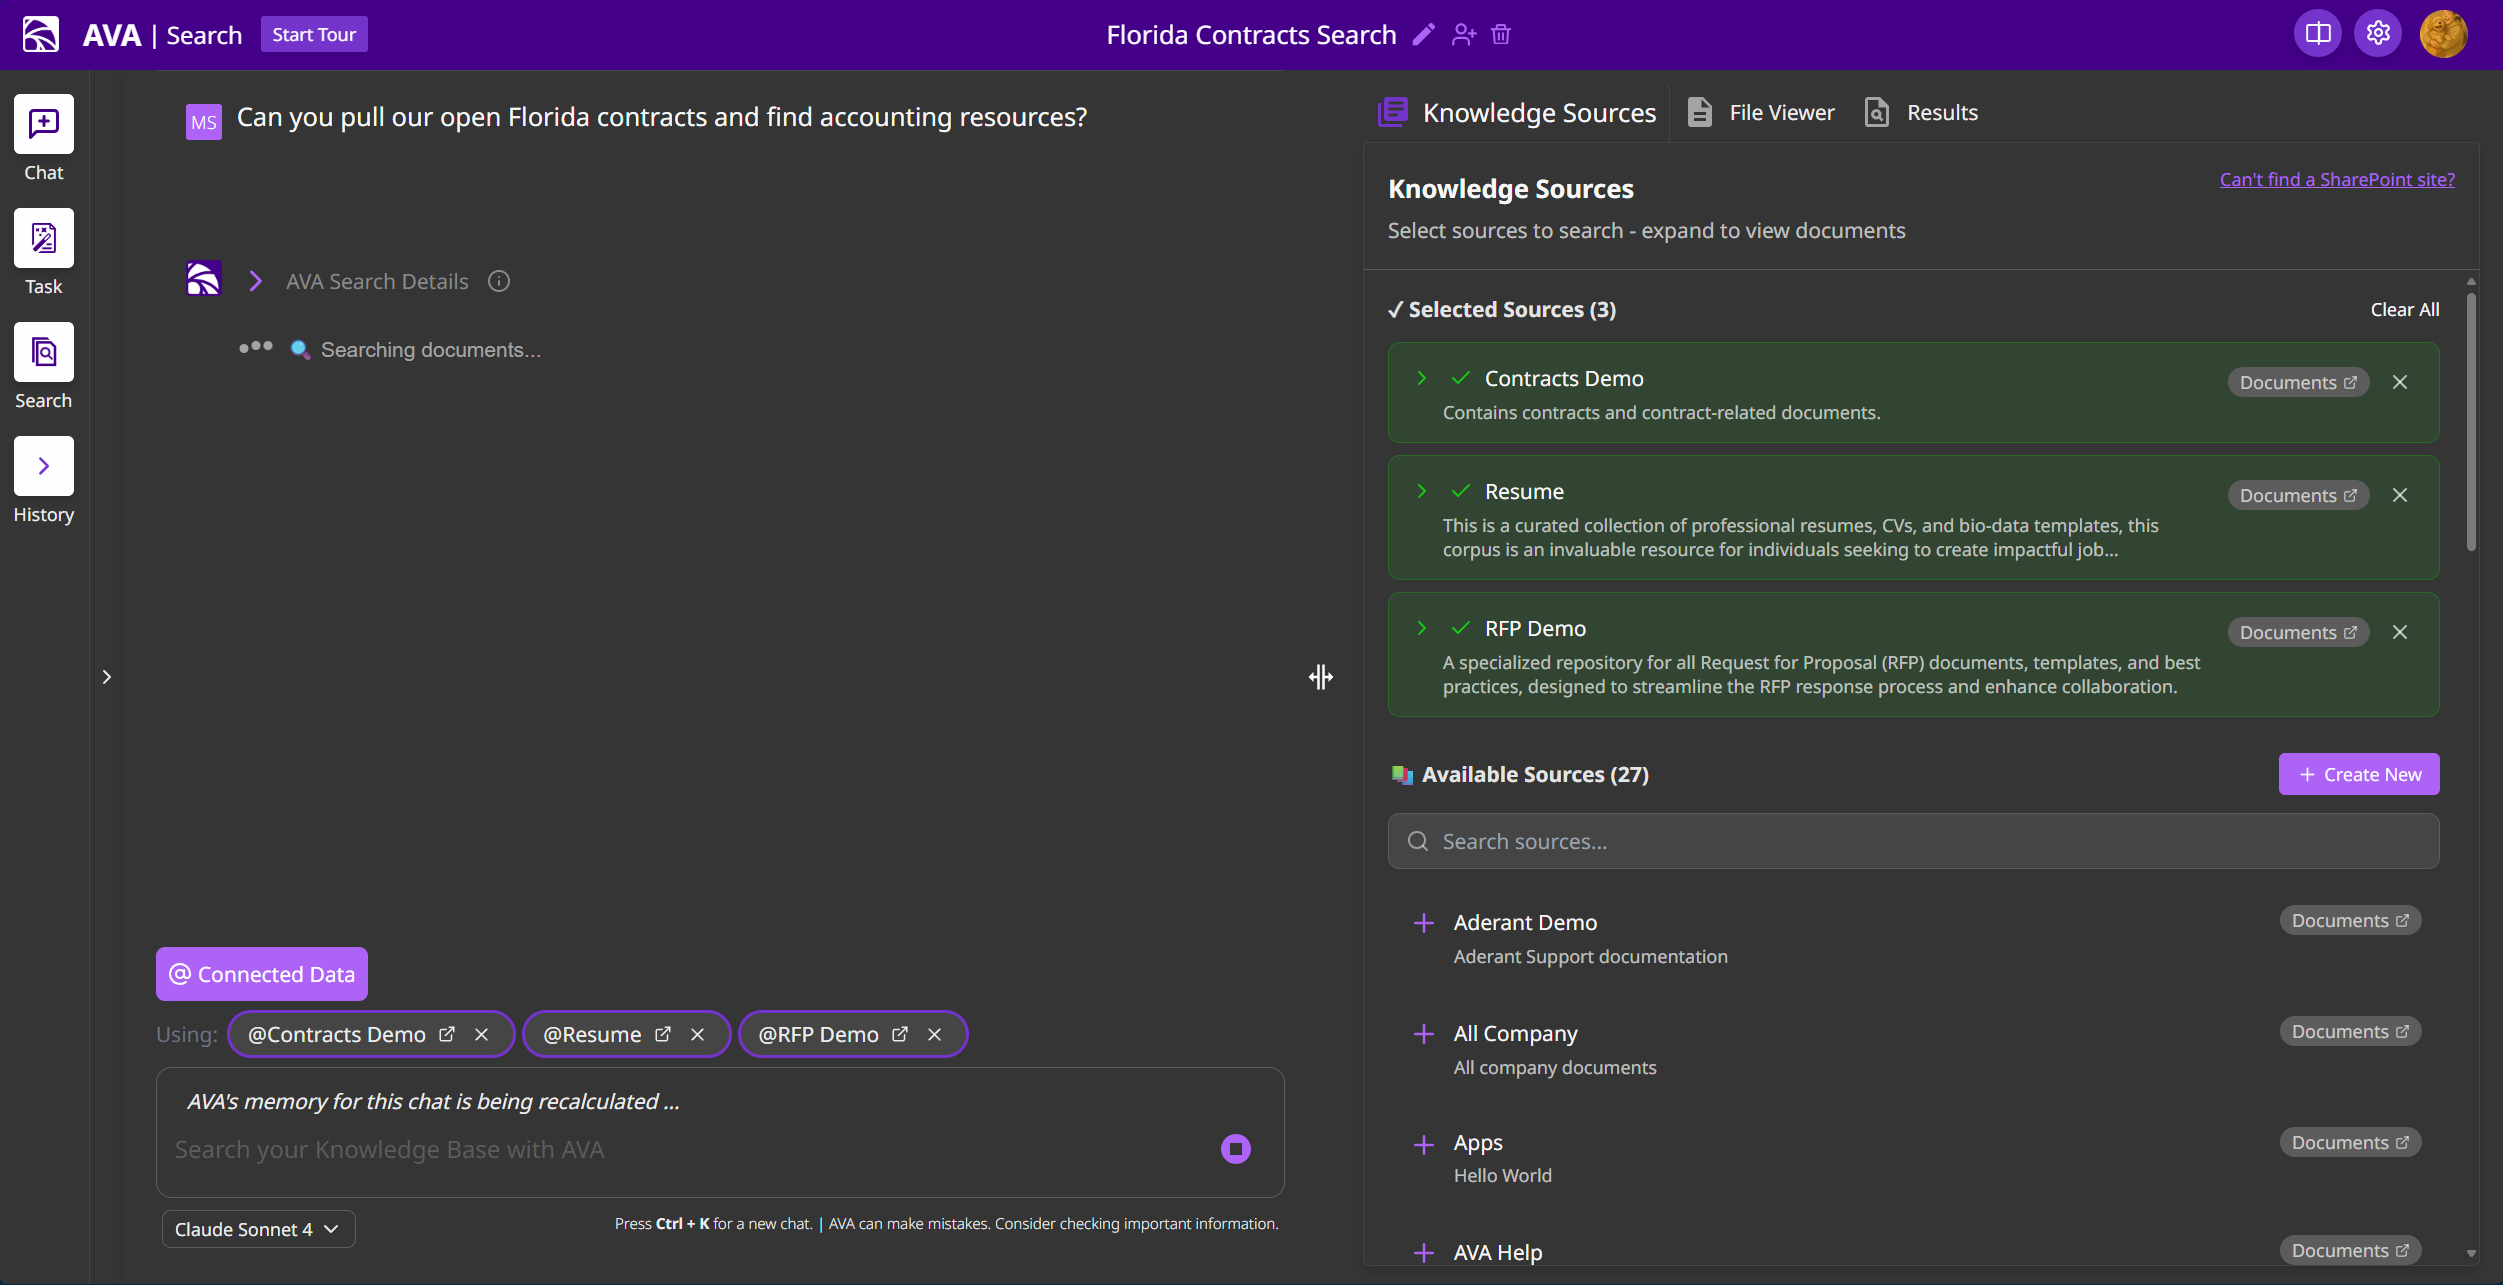 AVA | Search
Start Tour
Florida Contracts Search
Chat
Task
Search
History
MS
Can you pull our open Florida contracts and find accounting resources?
AVA Search Details
Searching documents...
@ Connected Data
Using:
@Contracts Demo
@Resume
@RFP Demo
AVA's memory for this chat is being recalculated ...
Search your Knowledge Base with AVA
Claude Sonnet 4
Press Ctrl + K for a new chat. | AVA can make mistakes. Consider checking important information.
Knowledge Sources
File Viewer
Results
Knowledge Sources
Can't find a SharePoint site?
Select sources to search - expand to view documents
✓ Selected Sources (3)
Clear All
Contracts Demo
Documents
Contains contracts and contract-related documents.
Resume
Documents
This is a curated collection of professional resumes, CVs, and bio-data templates, this
corpus is an invaluable resource for individuals seeking to create impactful job...
RFP Demo
Documents
A specialized repository for all Request for Proposal (RFP) documents, templates, and best
practices, designed to streamline the RFP response process and enhance collaboration.
Available Sources (27)
+ Create New
Search sources...
Aderant Demo
Documents
Aderant Support documentation
All Company
Documents
All company documents
Apps
Documents
Hello World
AVA Help
Documents